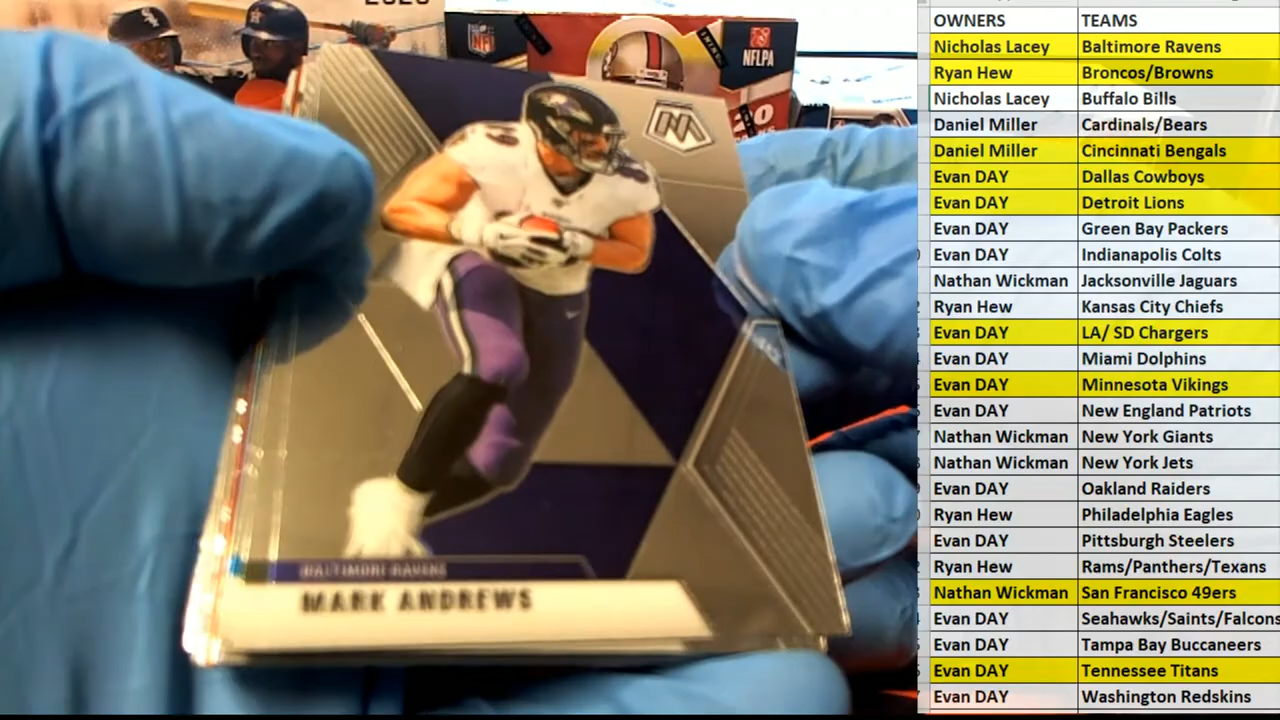 2020
NFL
NFLPA
BALTIMORE RAVENS
MARK ANDREWS
OWNERS TEAMS
Nicholas Lacey Baltimore Ravens
Ryan Hew Broncos/Browns
Nicholas Lacey Buffalo Bills
Daniel Miller Cardinals/Bears
Daniel Miller Cincinnati Bengals
Evan DAY Dallas Cowboys
Evan DAY Detroit Lions
Evan DAY Green Bay Packers
Evan DAY Indianapolis Colts
Nathan Wickman Jacksonville Jaguars
Ryan Hew Kansas City Chiefs
Evan DAY LA/ SD Chargers
Evan DAY Miami Dolphins
Evan DAY Minnesota Vikings
Evan DAY New England Patriots
Nathan Wickman New York Giants
Nathan Wickman New York Jets
Evan DAY Oakland Raiders
Ryan Hew Philadelphia Eagles
Evan DAY Pittsburgh Steelers
Ryan Hew Rams/Panthers/Texans
Nathan Wickman San Francisco 49ers
Evan DAY Seahawks/Saints/Falcons
Evan DAY Tampa Bay Buccaneers
Evan DAY Tennessee Titans
Evan DAY Washington Redskins